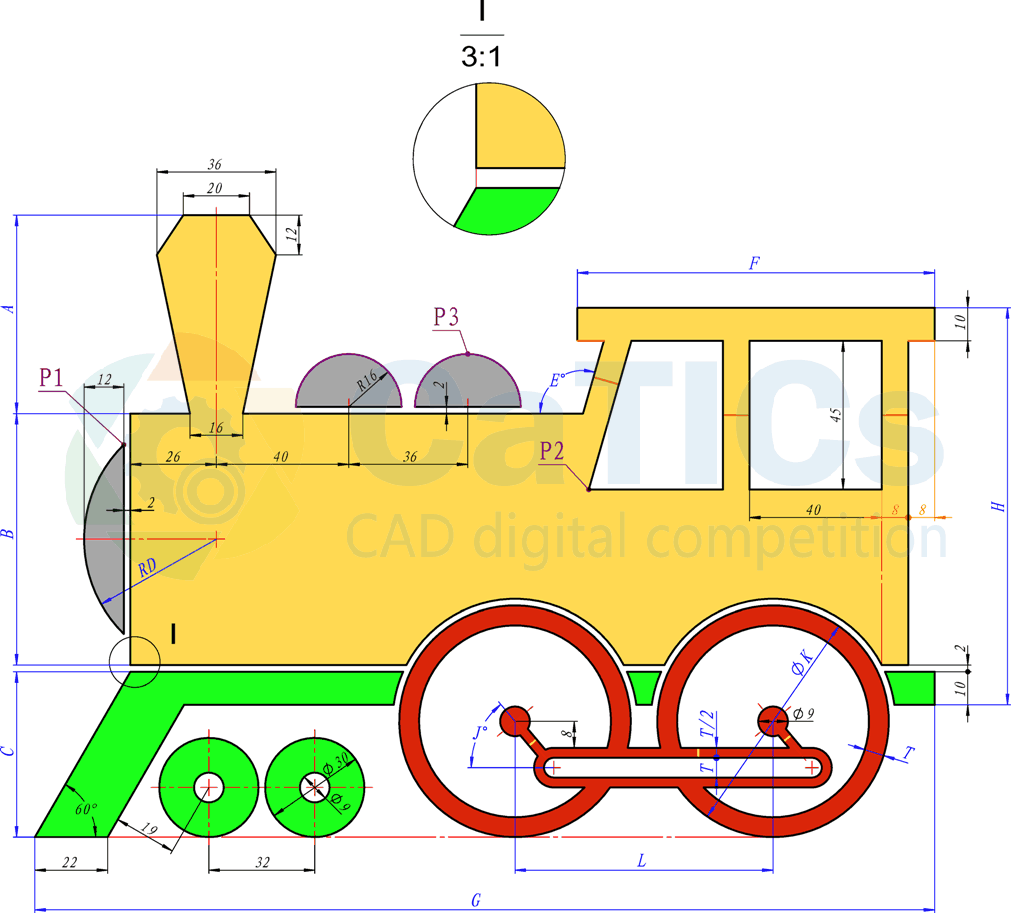 I
3:1
36
20
12
A
F
10
P3
P1
12
R16
2
E°
16
45
26
40
36
P2
H
CaTICs
CAD digital competition
2
40
8
8
B
RD
I
ØK
2
10
C
J°
8
T/2
Ø9
T
T
Ø30
Ø9
60°
19
22
32
L
G